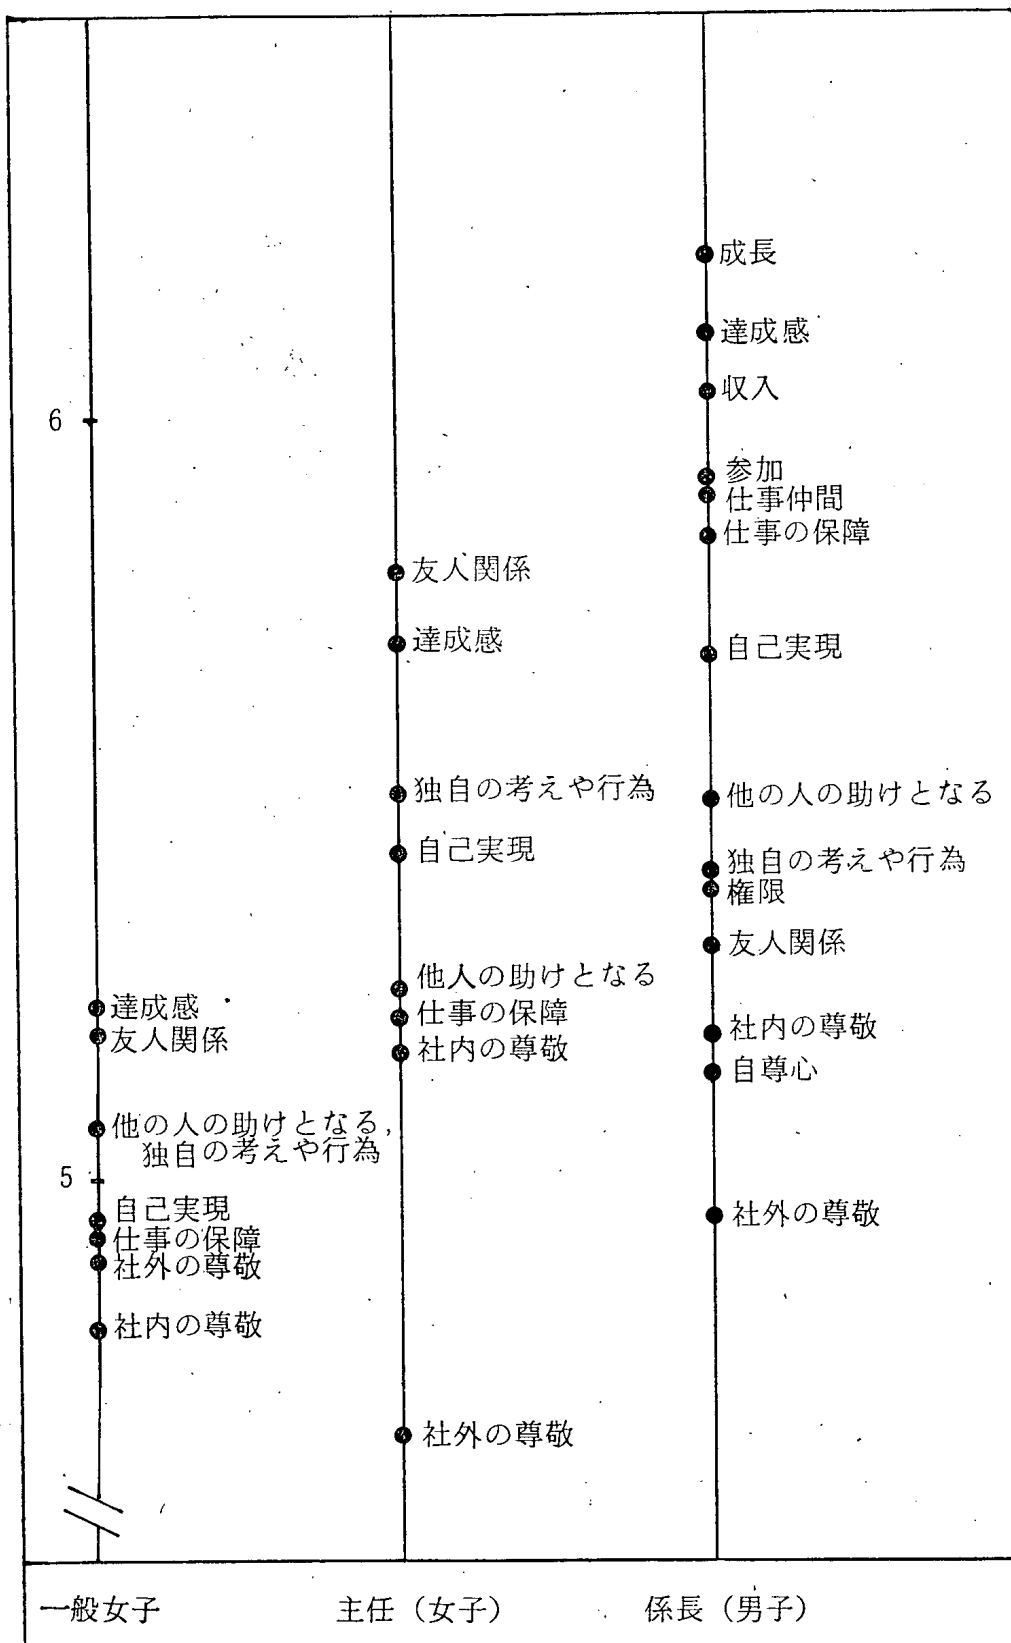 6
5
達成感
友人関係
他の人の助けとなる,
独自の考えや行為
自己実現
仕事の保障
社外の尊敬
社内の尊敬
友人関係
達成感
独自の考えや行為
自己実現
他人の助けとなる
仕事の保障
社内の尊敬
社外の尊敬
成長
達成感
収入
参加
仕事仲間
仕事の保障
自己実現
他の人の助けとなる
独自の考えや行為
権限
友人関係
社内の尊敬
自尊心
社外の尊敬
一般女子
主任（女子）
係長（男子）